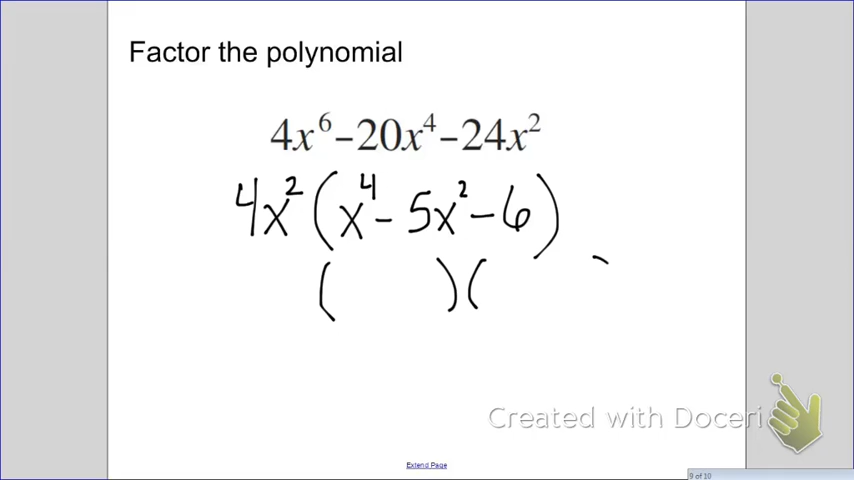 Factor the polynomial
4x⁶−20x⁴−24x²
4x²(x⁴−5x²−6)
( )(
Created with Doceri
Extend Page
9 of 10